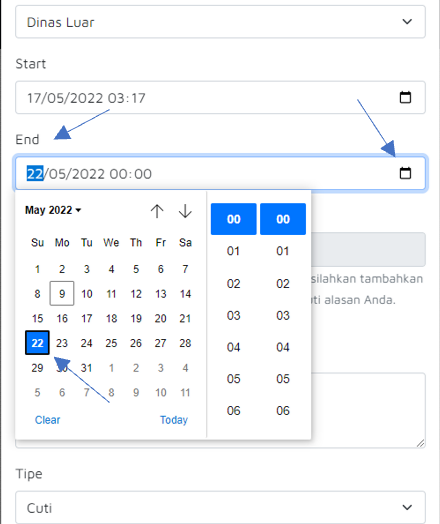 Dinas Luar
Start
17/05/2022 03:17
End
22/05/2022 00:00
May 2022
Su Mo Tu We Th Fr Sa
1 2 3 4 5 6 7
8 9 10 11 12 13 14
15 16 17 18 19 20 21
22 23 24 25 26 27 28
29 30 31 1 2 3 4
5 6 7 8 9 10 11
Clear Today
00 00
01 01
02 02
03 03
04 04
05 05
06 06
silahkan tambahkan
uti alasan Anda.
Tipe
Cuti